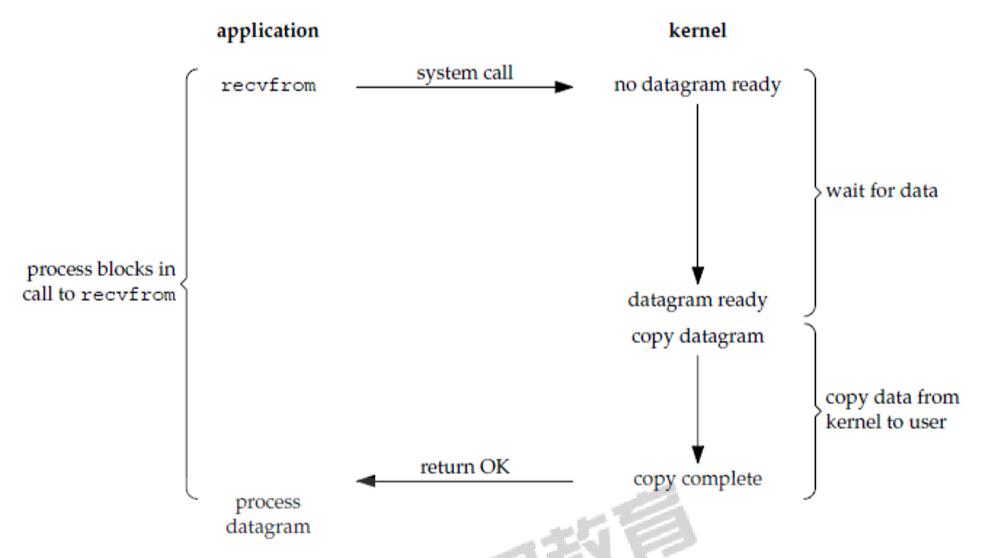 application
kernel
recvfrom
system call
no datagram ready
wait for data
process blocks in
call to recvfrom
datagram ready
copy datagram
copy data from
kernel to user
return OK
copy complete
process
datagram
教育